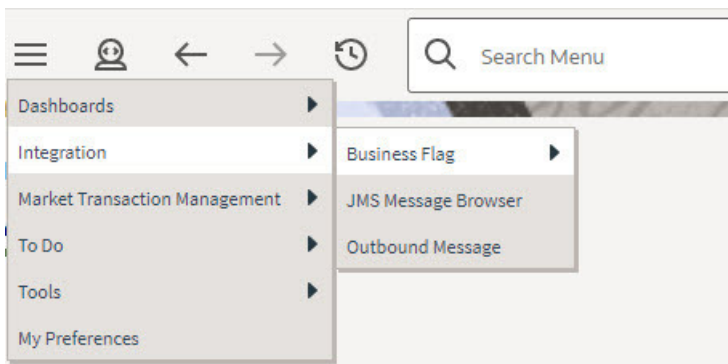 Search Menu
Dashboards
Integration
Market Transaction Management
To Do
Tools
My Preferences
Business Flag
JMS Message Browser
Outbound Message